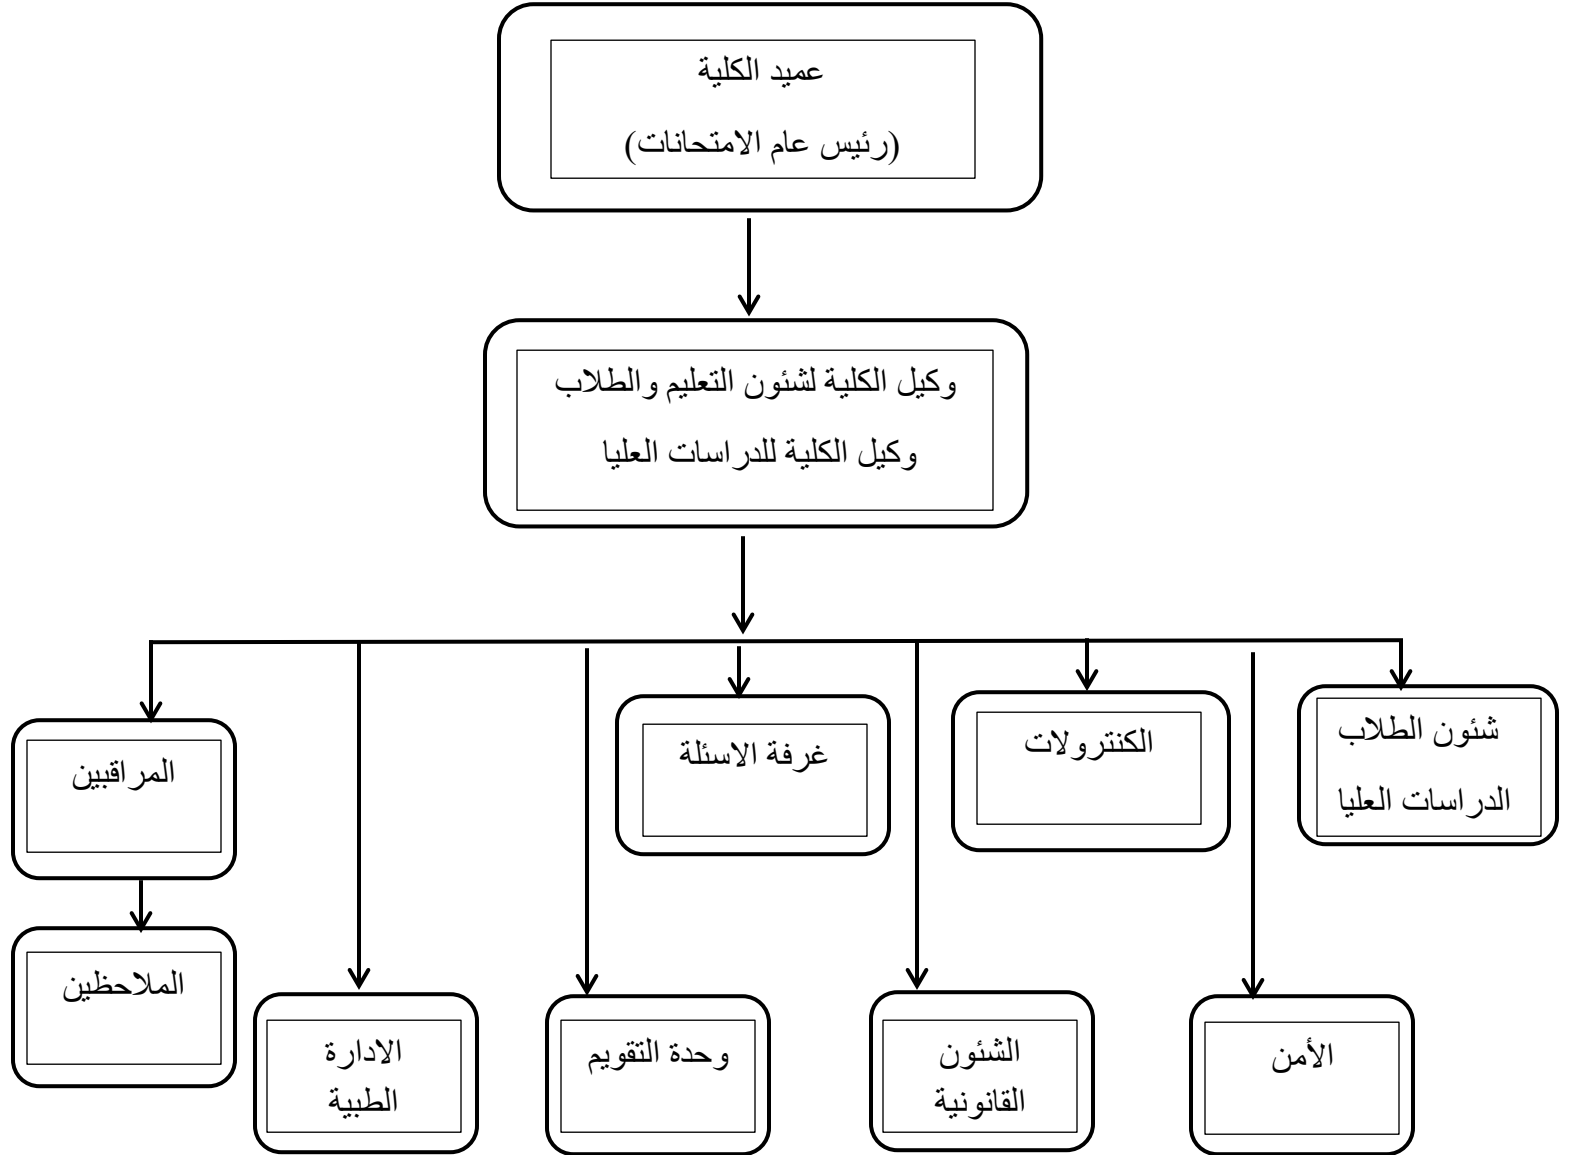 عميد الكلية
(رئيس عام الامتحانات)
وكيل الكلية لشئون التعليم والطلاب
وكيل الكلية للدراسات العليا
شئون الطلاب
الدراسات العليا
الكنترولات
غرفة الاسئلة
المراقبين
الملاحظين
الأمن
الشئون
القانونية
وحدة التقويم
الادارة
الطبية